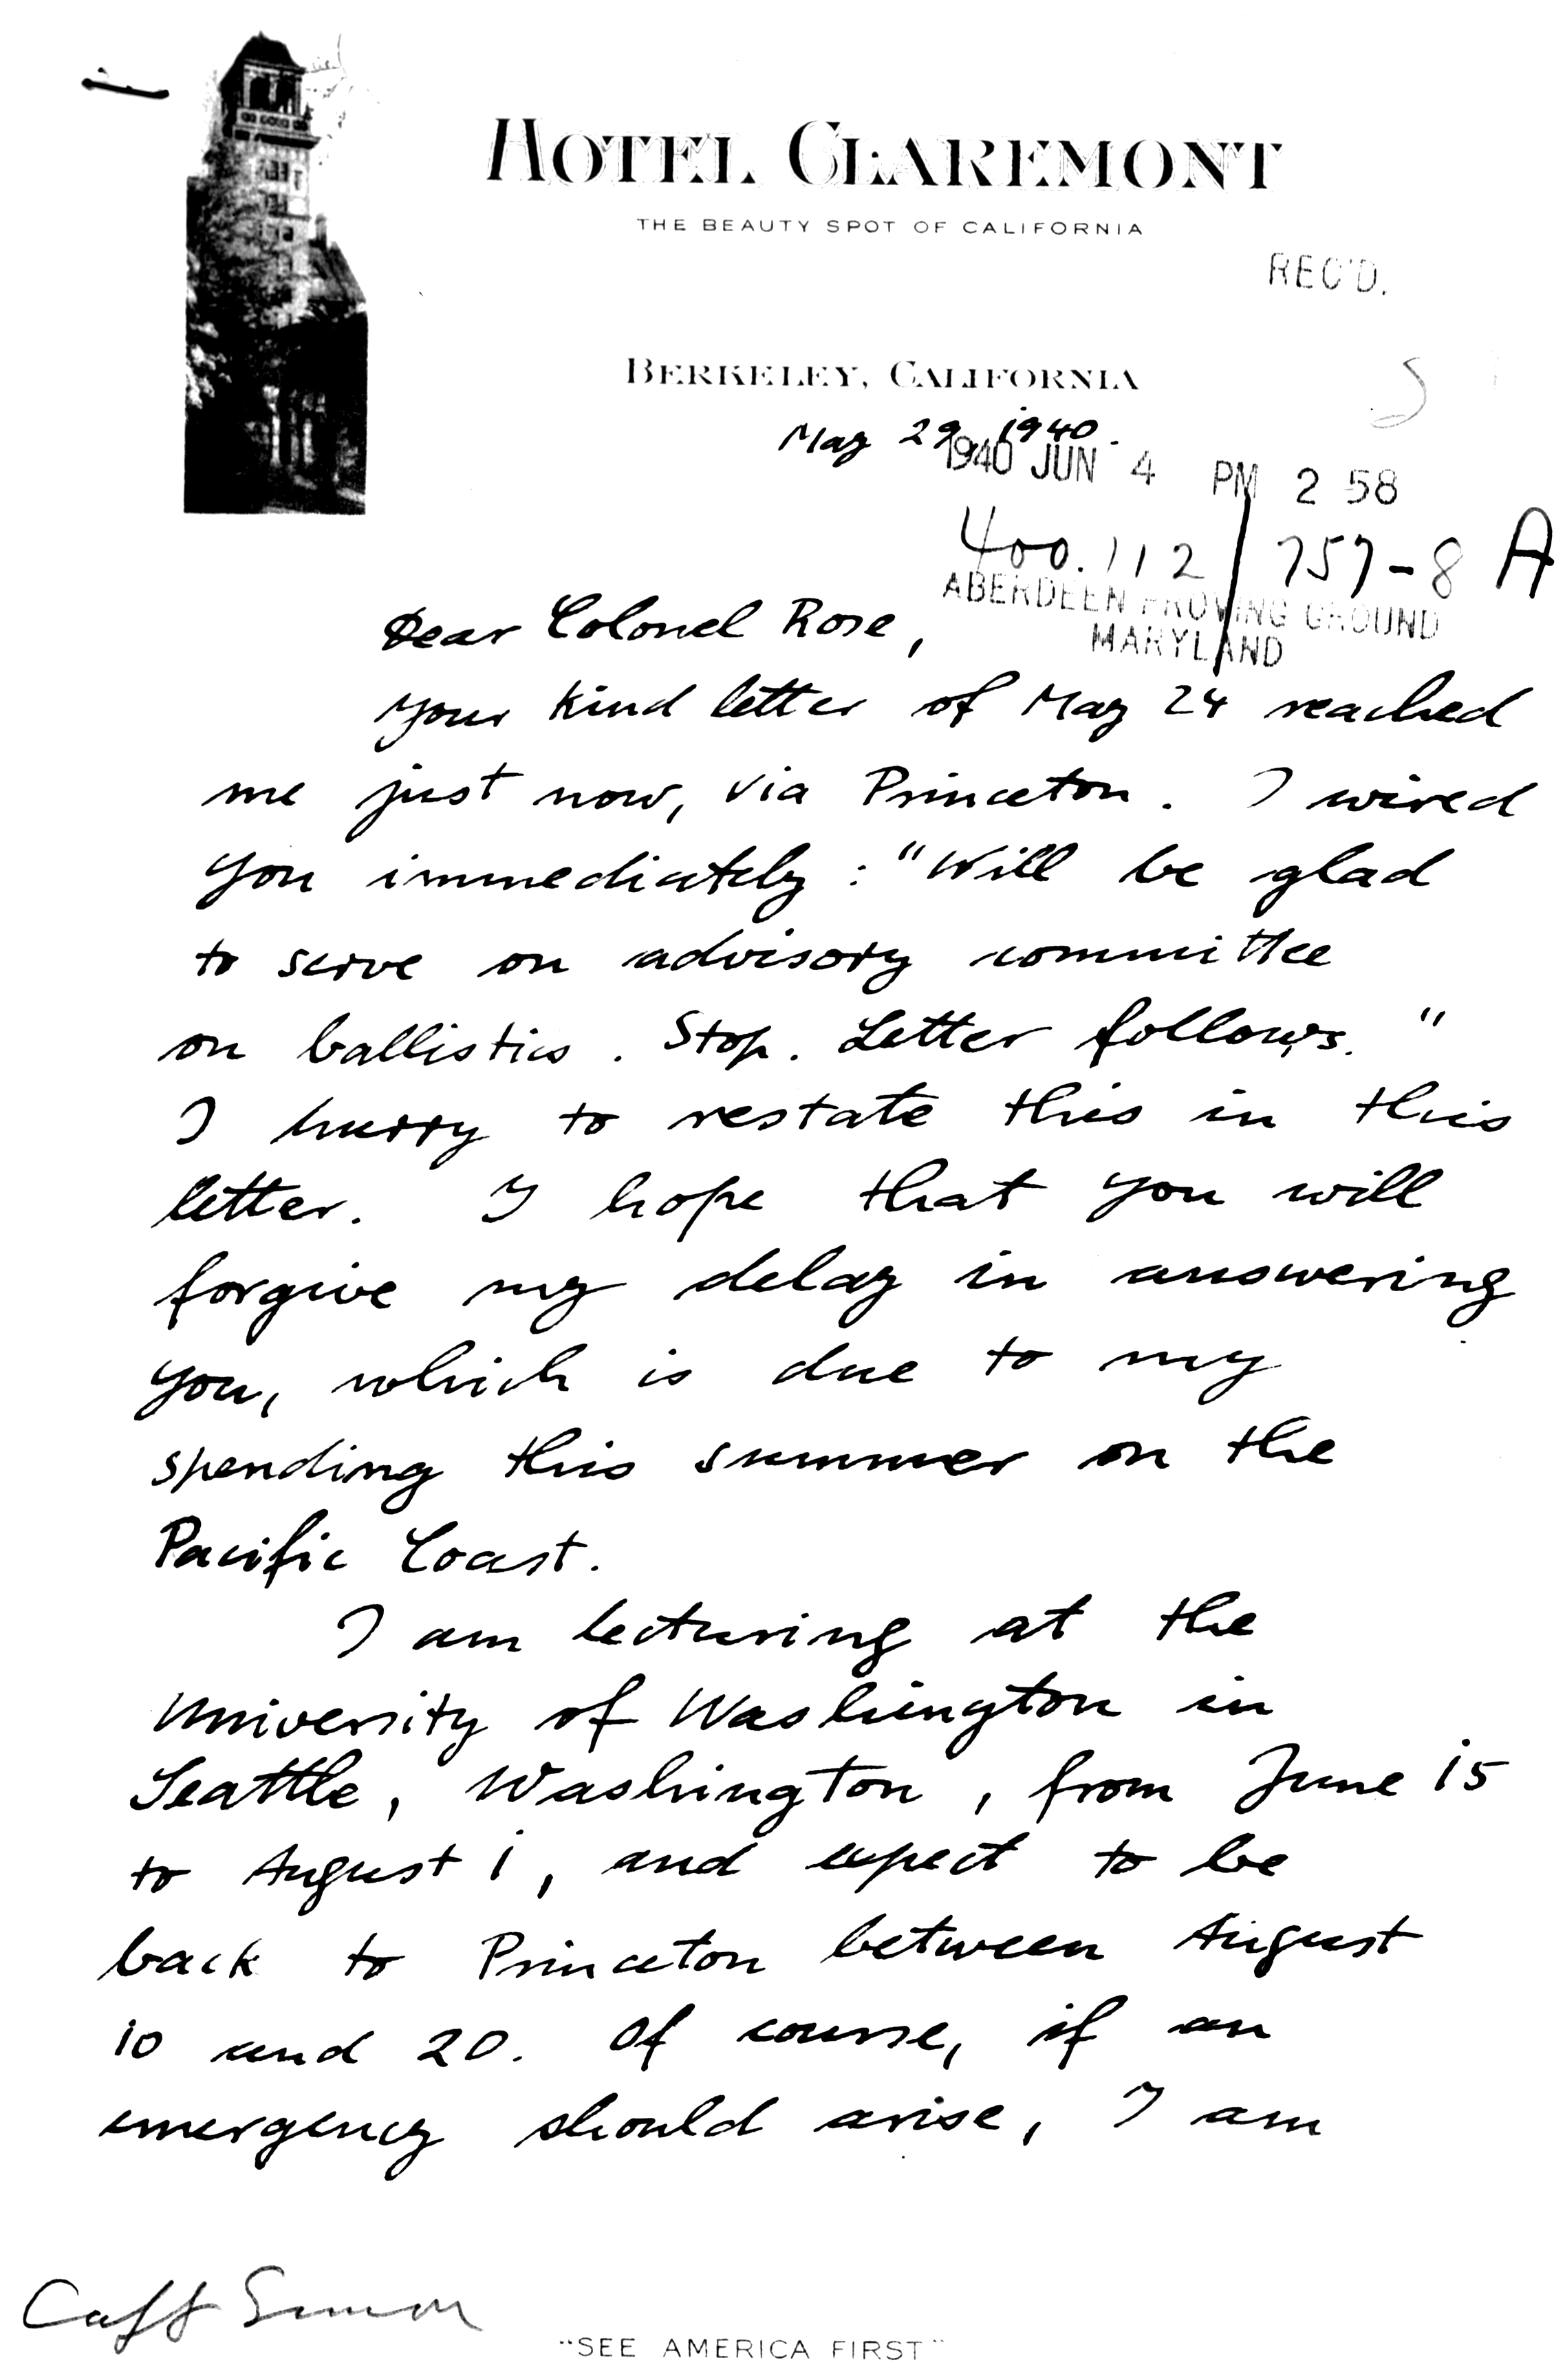 HOTEL CLAREMONT
THE BEAUTY SPOT OF CALIFORNIA
REC'D.
BERKELEY, CALIFORNIA
May 29, 1940.
1940 JUN 4 PM 2 58
400.112 / 757-8 A
ABERDEEN PROVING GROUND
MARYLAND
Dear Colonel Rose,
your kind letter of May 24 reached
me just now, via Princeton. I wired
you immediately: "Will be glad
to serve on advisory committee
on ballistics. Stop. Letter follows."
I hurry to restate this in this
letter. I hope that you will
forgive my delay in answering
you, which is due to my
spending this summer on the
Pacific Coast.
I am lecturing at the
University of Washington in
Seattle, Washington, from June 15
to August 1, and expect to be
back to Princeton between August
10 and 20. Of course, if an
emergency should arise, I am
Simon
"SEE AMERICA FIRST"